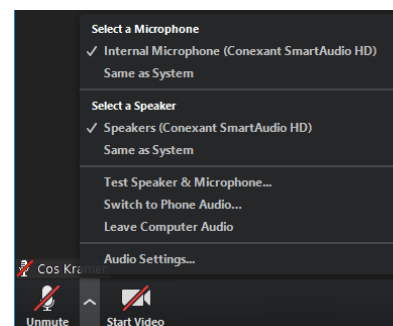 Select a Microphone
✓ Internal Microphone (Conexant SmartAudio HD)
Same as System
Select a Speaker
✓ Speakers (Conexant SmartAudio HD)
Same as System
Test Speaker & Microphone...
Switch to Phone Audio...
Leave Computer Audio
Audio Settings...
Cos Kramer
Unmute
Start Video